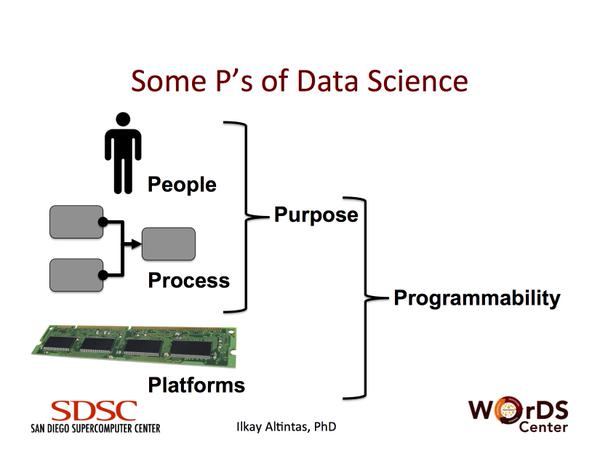 Some P's of Data Science
People
Purpose
Process
Programmability
Platforms
SDSC
SAN DIEGO SUPERCOMPUTER CENTER
Ilkay Altintas, PhD
WOrDS
Center